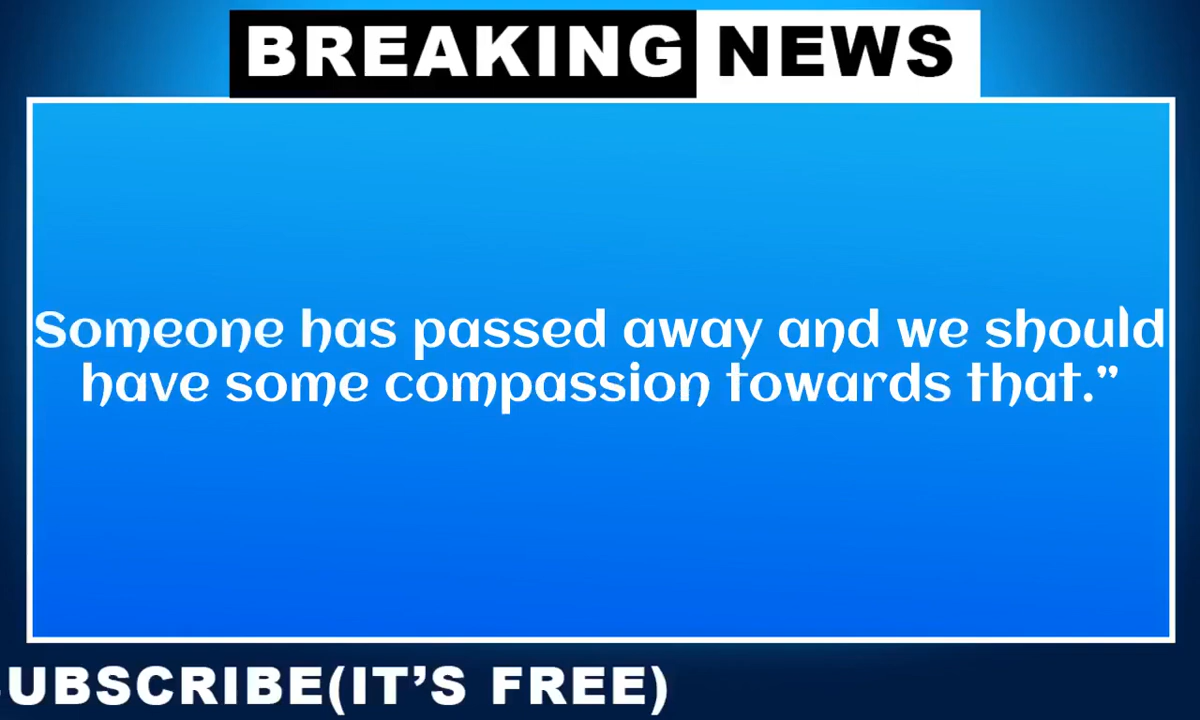 BREAKING NEWS
Someone has passed away and we should
have some compassion towards that.”
UBSCRIBE(IT’S FREE)